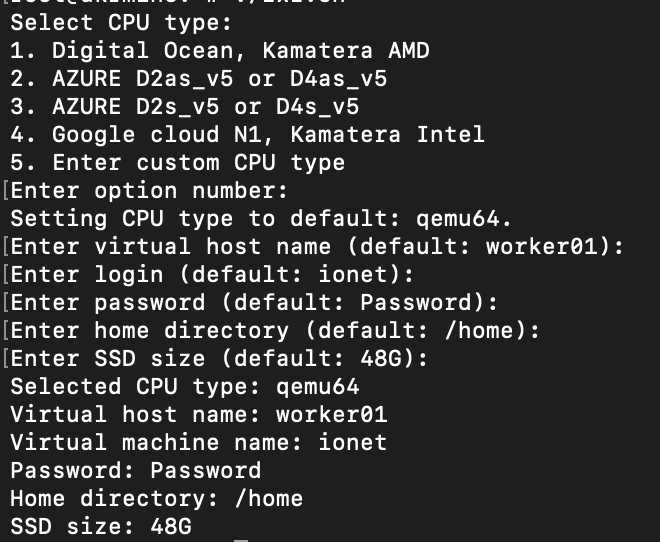 Select CPU type:
1. Digital Ocean, Kamatera AMD
2. AZURE D2as_v5 or D4as_v5
3. AZURE D2s_v5 or D4s_v5
4. Google cloud N1, Kamatera Intel
5. Enter custom CPU type
[Enter option number:
Setting CPU type to default: qemu64.
[Enter virtual host name (default: worker01):
[Enter login (default: ionet):
[Enter password (default: Password):
[Enter home directory (default: /home):
[Enter SSD size (default: 48G):
Selected CPU type: qemu64
Virtual host name: worker01
Virtual machine name: ionet
Password: Password
Home directory: /home
SSD size: 48G